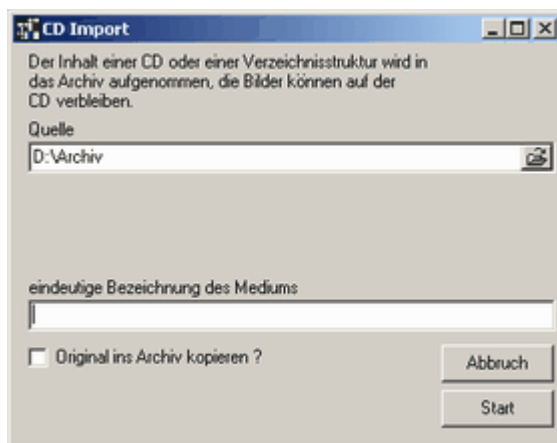 CD Import
Der Inhalt einer CD oder einer Verzeichnisstruktur wird in
das Archiv aufgenommen, die Bilder können auf der
CD verbleiben.
Quelle
D:\Archiv
eindeutige Bezeichnung des Mediums
Original ins Archiv kopieren ?
Abbruch
Start